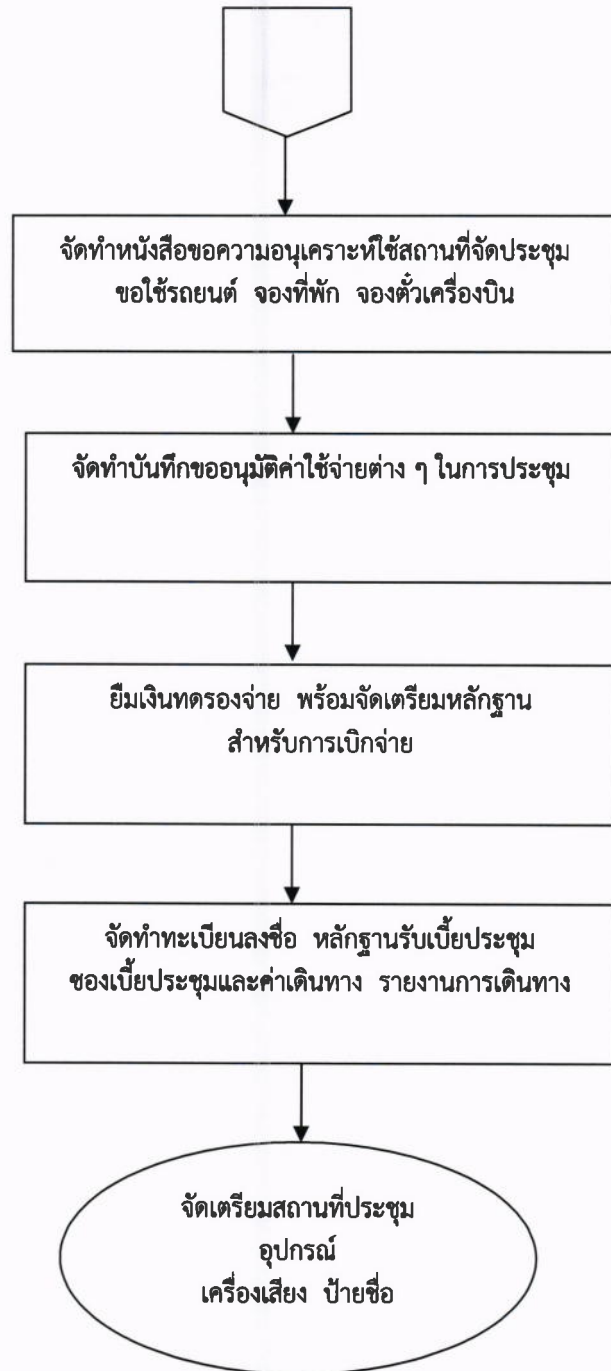 จัดทำหนังสือขอความอนุเคราะห์ใช้สถานที่จัดประชุม
ขอใช้รถยนต์ จองที่พัก จองตั๋วเครื่องบิน
จัดทำบันทึกขออนุมัติค่าใช้จ่ายต่าง ๆ ในการประชุม
ยืมเงินทดรองจ่าย พร้อมจัดเตรียมหลักฐาน
สำหรับการเบิกจ่าย
จัดทำทะเบียนลงชื่อ หลักฐานรับเบี้ยประชุม
ซองเบี้ยประชุมและค่าเดินทาง รายงานการเดินทาง
จัดเตรียมสถานที่ประชุม
อุปกรณ์
เครื่องเสียง ป้ายชื่อ